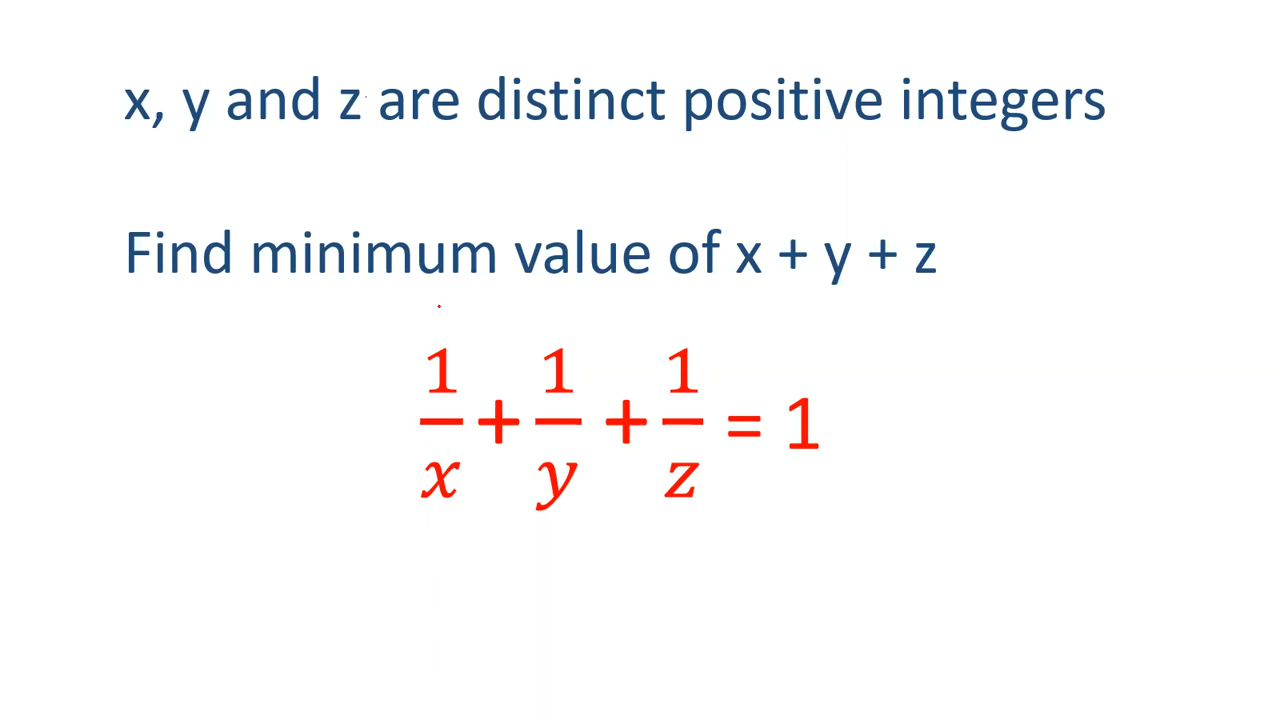 x, y and z are distinct positive integers
Find minimum value of x + y + z
1/x + 1/y + 1/z = 1